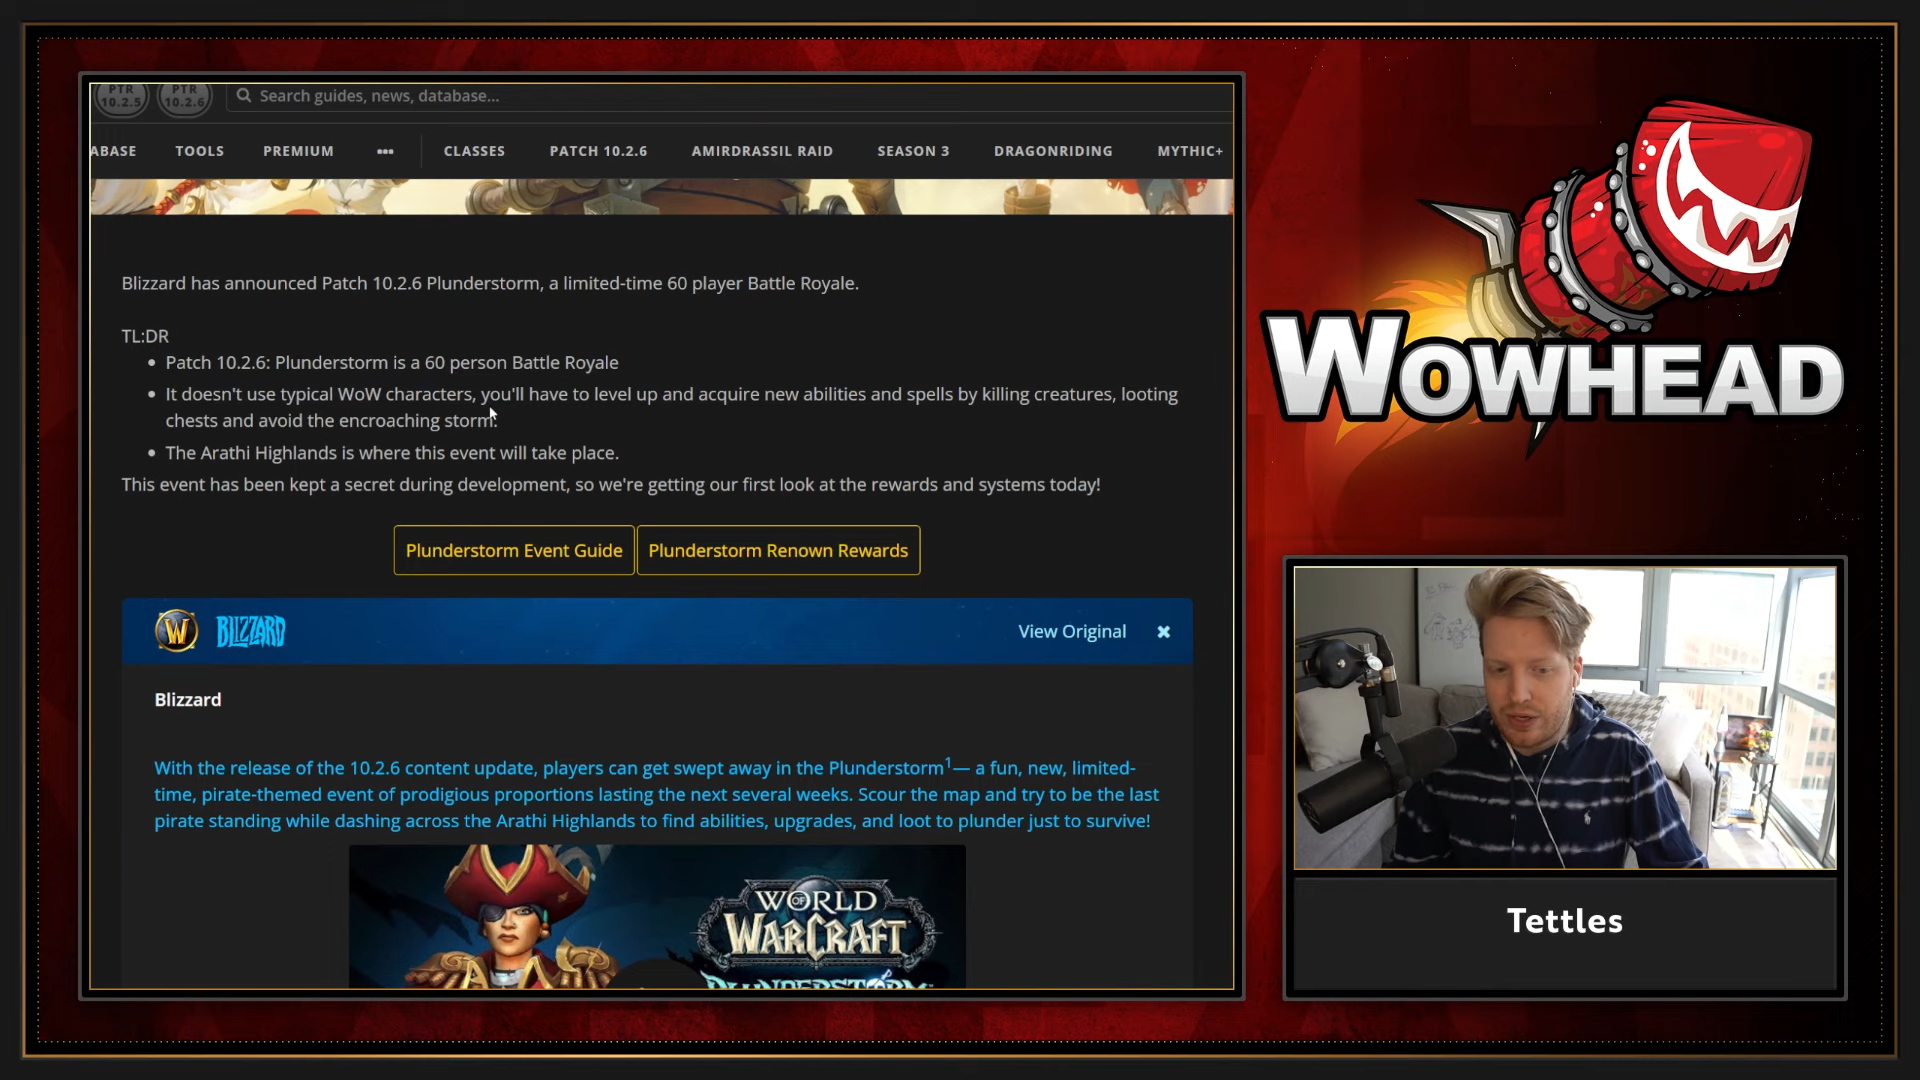 PTR
10.2.5
PTR
10.2.6
Search guides, news, database...
ABASE
TOOLS
PREMIUM
•••
CLASSES
PATCH 10.2.6
AMIRDRASSIL RAID
SEASON 3
DRAGONRIDING
MYTHIC+
Blizzard has announced Patch 10.2.6 Plunderstorm, a limited-time 60 player Battle Royale.
TL:DR
• Patch 10.2.6: Plunderstorm is a 60 person Battle Royale
• It doesn't use typical WoW characters, you'll have to level up and acquire new abilities and spells by killing creatures, looting
chests and avoid the encroaching storm.
• The Arathi Highlands is where this event will take place.
This event has been kept a secret during development, so we're getting our first look at the rewards and systems today!
Plunderstorm Event Guide
Plunderstorm Renown Rewards
W
BLIZZARD
View Original
Blizzard
With the release of the 10.2.6 content update, players can get swept away in the Plunderstorm¹— a fun, new, limited-
time, pirate-themed event of prodigious proportions lasting the next several weeks. Scour the map and try to be the last
pirate standing while dashing across the Arathi Highlands to find abilities, upgrades, and loot to plunder just to survive!
WORLD
OF
WARCRAFT
PLUNDERSTORM
WOWHEAD
Tettles